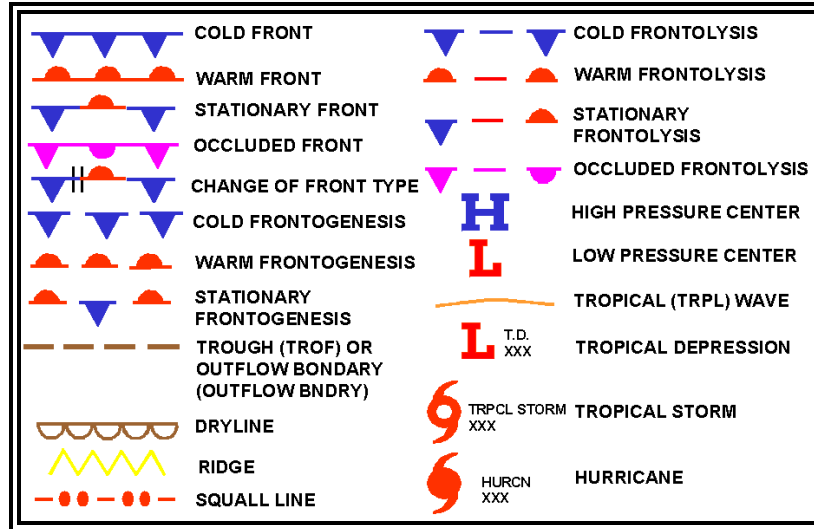 COLD FRONT
WARM FRONT
STATIONARY FRONT
OCCLUDED FRONT
CHANGE OF FRONT TYPE
COLD FRONTOGENESIS
WARM FRONTOGENESIS
STATIONARY
FRONTOGENESIS
TROUGH (TROF) OR
OUTFLOW BONDARY
(OUTFLOW BNDRY)
DRYLINE
RIDGE
SQUALL LINE
COLD FRONTOLYSIS
WARM FRONTOLYSIS
STATIONARY
FRONTOLYSIS
OCCLUDED FRONTOLYSIS
H HIGH PRESSURE CENTER
L LOW PRESSURE CENTER
TROPICAL (TRPL) WAVE
L T.D.
XXX TROPICAL DEPRESSION
TRPCL STORM TROPICAL STORM
XXX
HURCN HURRICANE
XXX